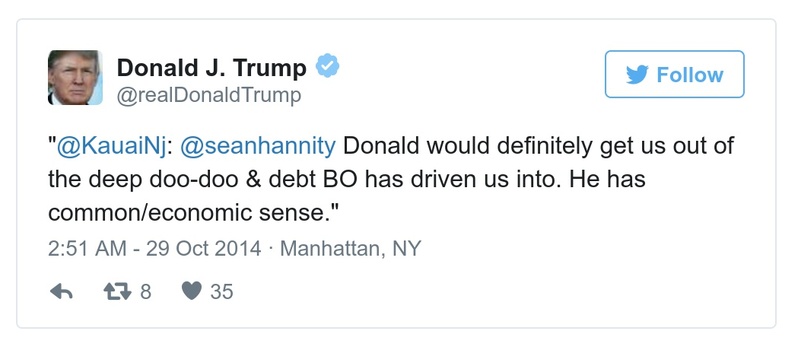 Donald J. Trump
@realDonaldTrump
Follow
"@KauaiNj: @seanhannity Donald would definitely get us out of
the deep doo-doo & debt BO has driven us into. He has
common/economic sense."
2:51 AM - 29 Oct 2014 · Manhattan, NY
8 35